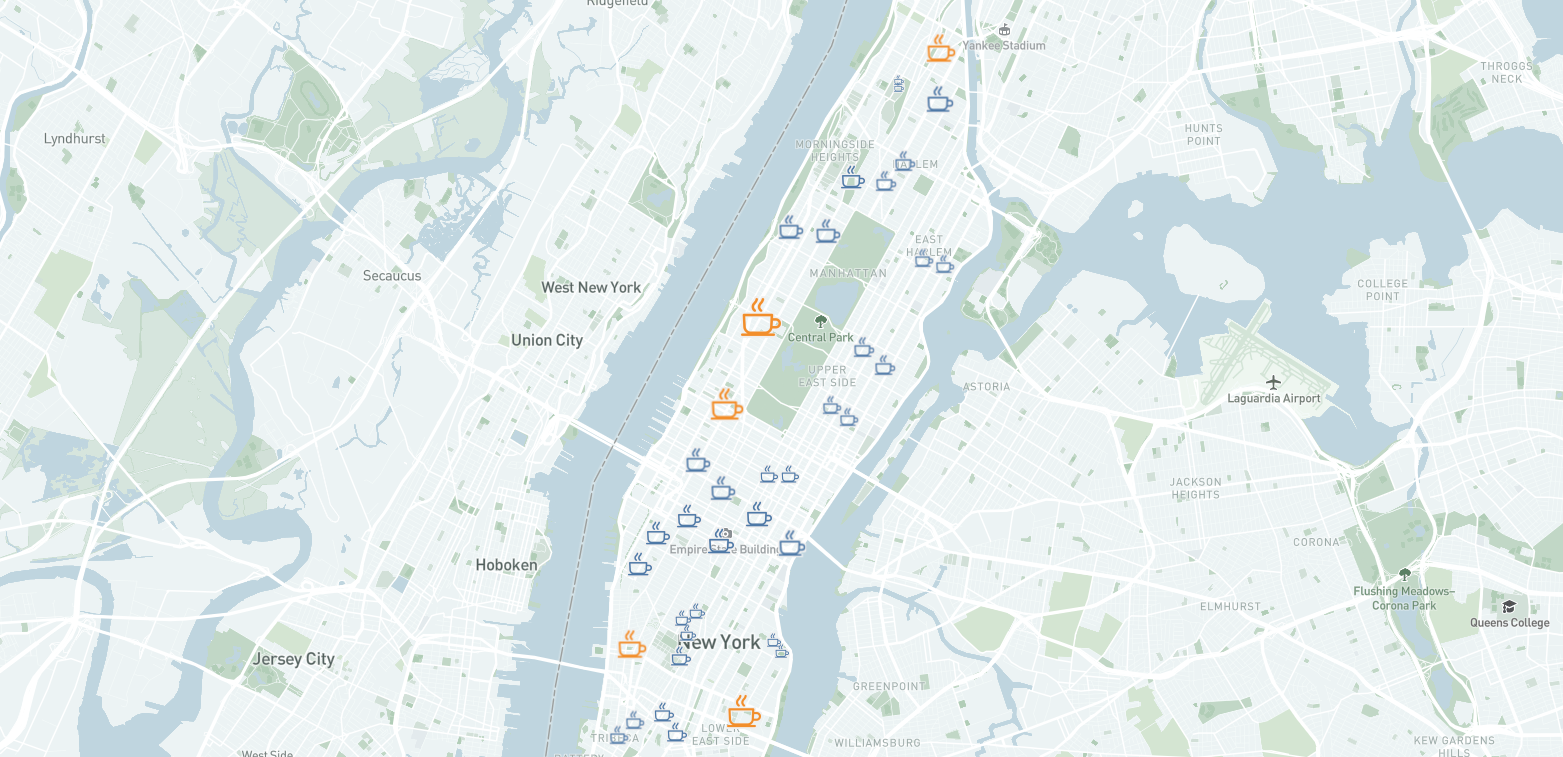 Ridgefield
Yankee Stadium
THROGGS
NECK
Lyndhurst
MORNINGSIDE
HEIGHTS
HUNTS
POINT
HARLEM
EAST
HARLEM
Secaucus
MANHATTAN
West New York
COLLEGE
POINT
Union City
Central Park
UPPER
EAST SIDE
ASTORIA
Laguardia Airport
JACKSON
HEIGHTS
Empire State Building
CORONA
Hoboken
Flushing Meadows–
Corona Park
ELMHURST
Queens College
New York
Jersey City
GREENPOINT
TRIBECA
LOWER
EAST SIDE
WILLIAMSBURG
KEW GARDENS
HILLS
West Side
BATTERY